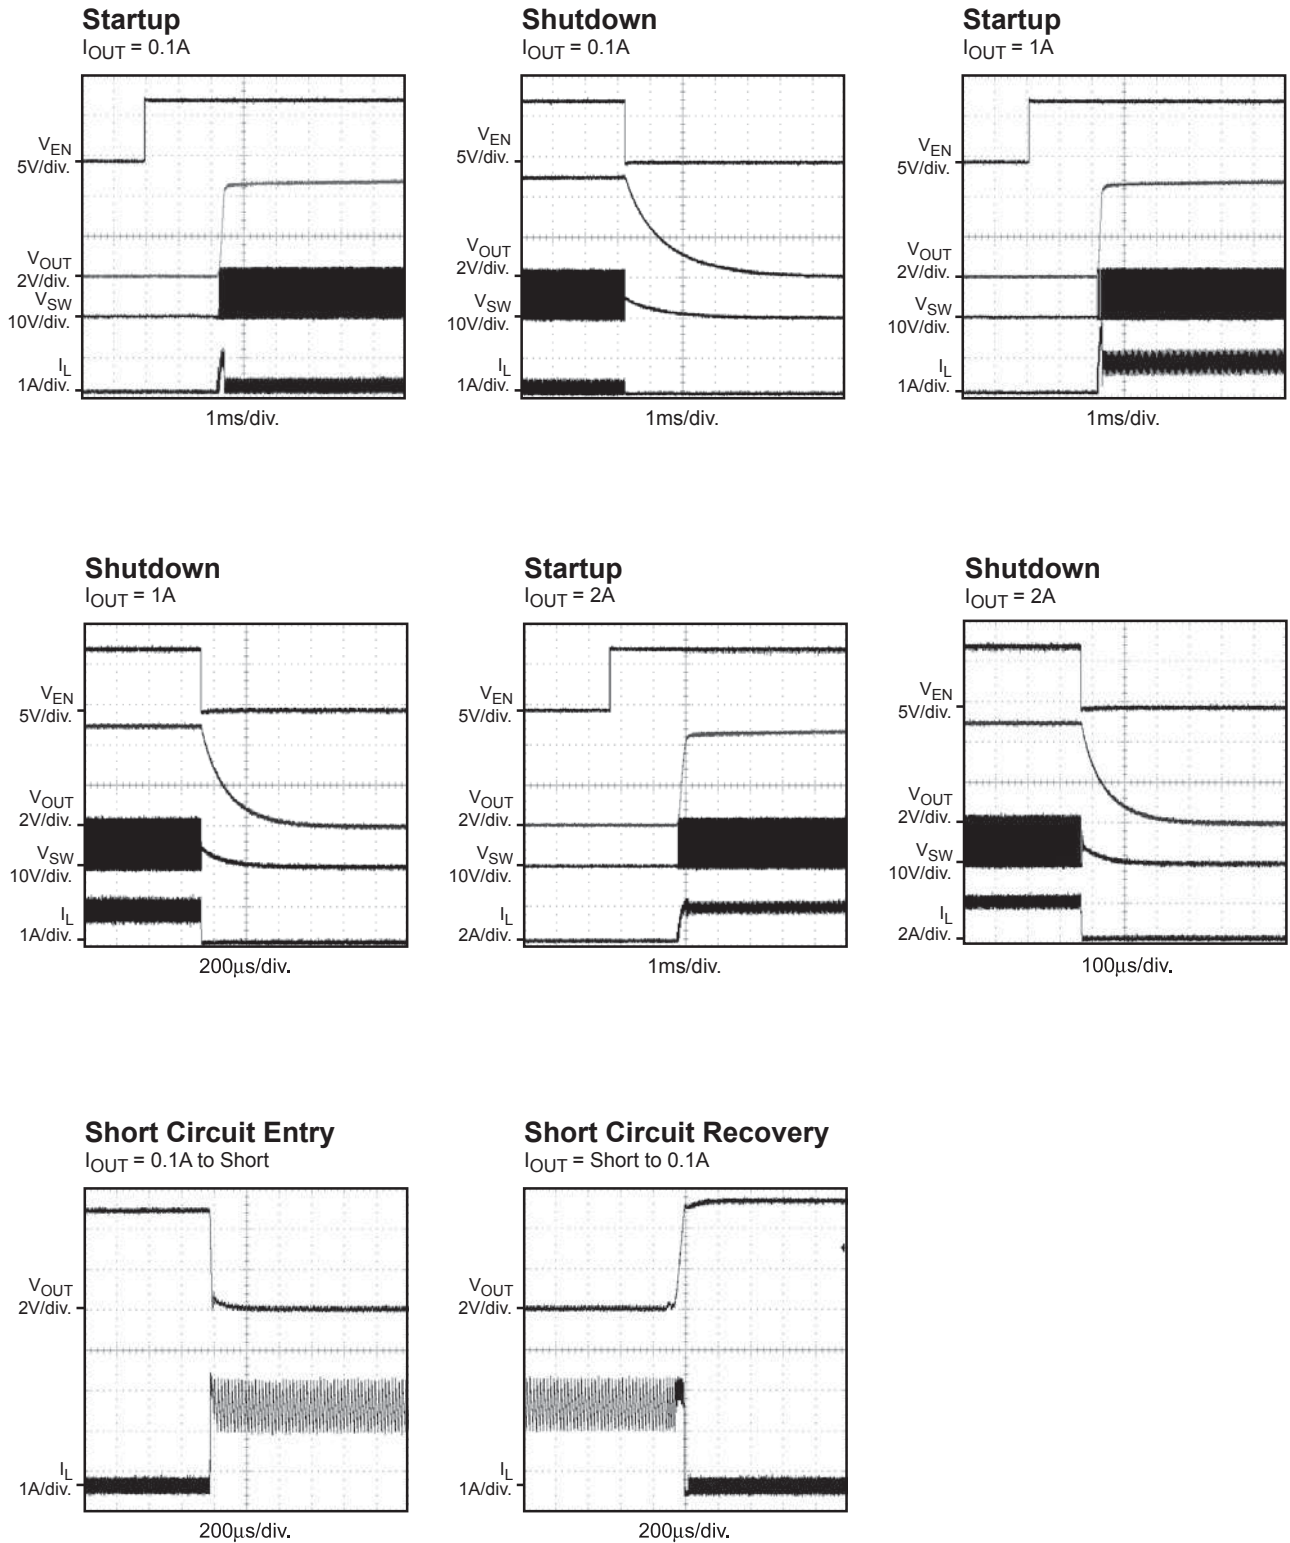 Startup
IOUT = 0.1A
VEN
5V/div.
VOUT
2V/div.
VSW
10V/div.
IL
1A/div.
1ms/div.
Shutdown
IOUT = 0.1A
VEN
5V/div.
VOUT
2V/div.
VSW
10V/div.
IL
1A/div.
1ms/div.
Startup
IOUT = 1A
VEN
5V/div.
VOUT
2V/div.
VSW
10V/div.
IL
1A/div.
1ms/div.
Shutdown
IOUT = 1A
VEN
5V/div.
VOUT
2V/div.
VSW
10V/div.
IL
1A/div.
200µs/div.
Startup
IOUT = 2A
VEN
5V/div.
VOUT
2V/div.
VSW
10V/div.
IL
2A/div.
1ms/div.
Shutdown
IOUT = 2A
VEN
5V/div.
VOUT
2V/div.
VSW
10V/div.
IL
2A/div.
100µs/div.
Short Circuit Entry
IOUT = 0.1A to Short
VOUT
2V/div.
IL
1A/div.
200µs/div.
Short Circuit Recovery
IOUT = Short to 0.1A
VOUT
2V/div.
IL
1A/div.
200µs/div.